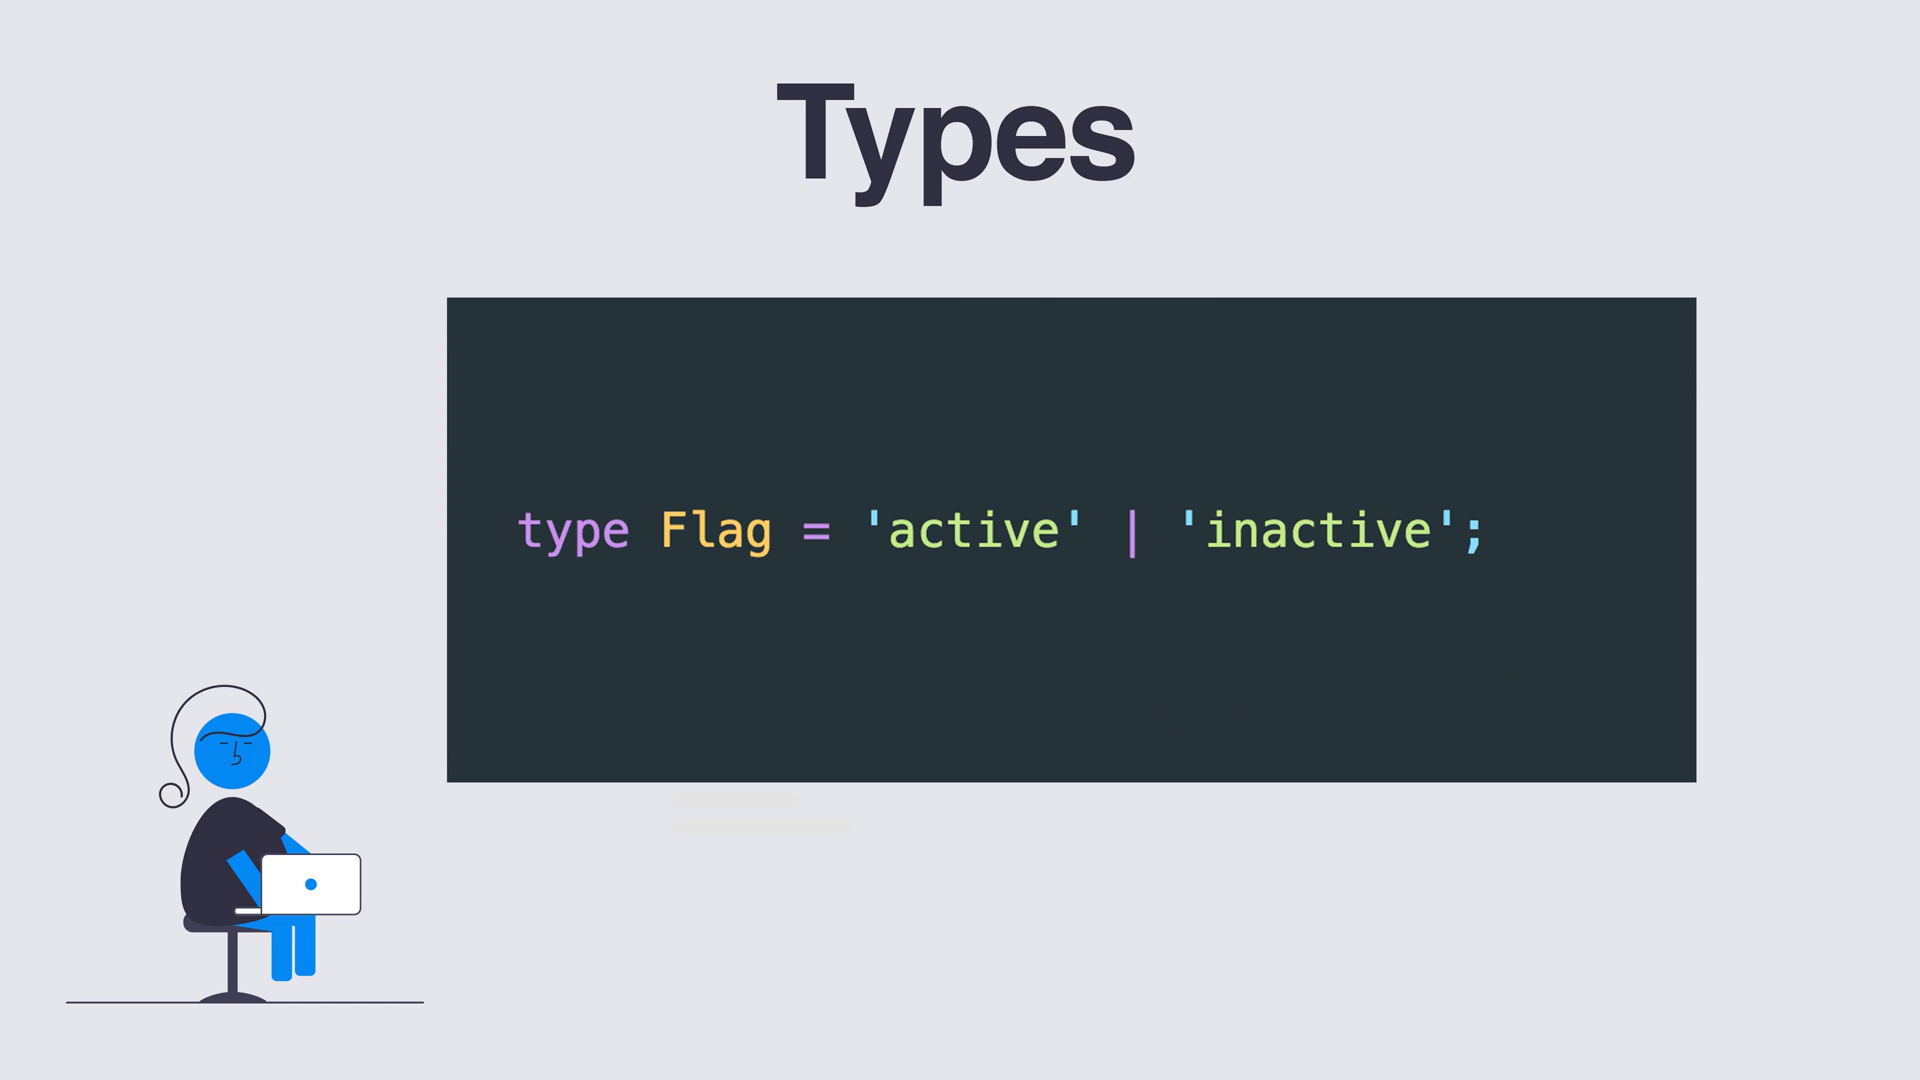 Types
type Flag = 'active' | 'inactive';